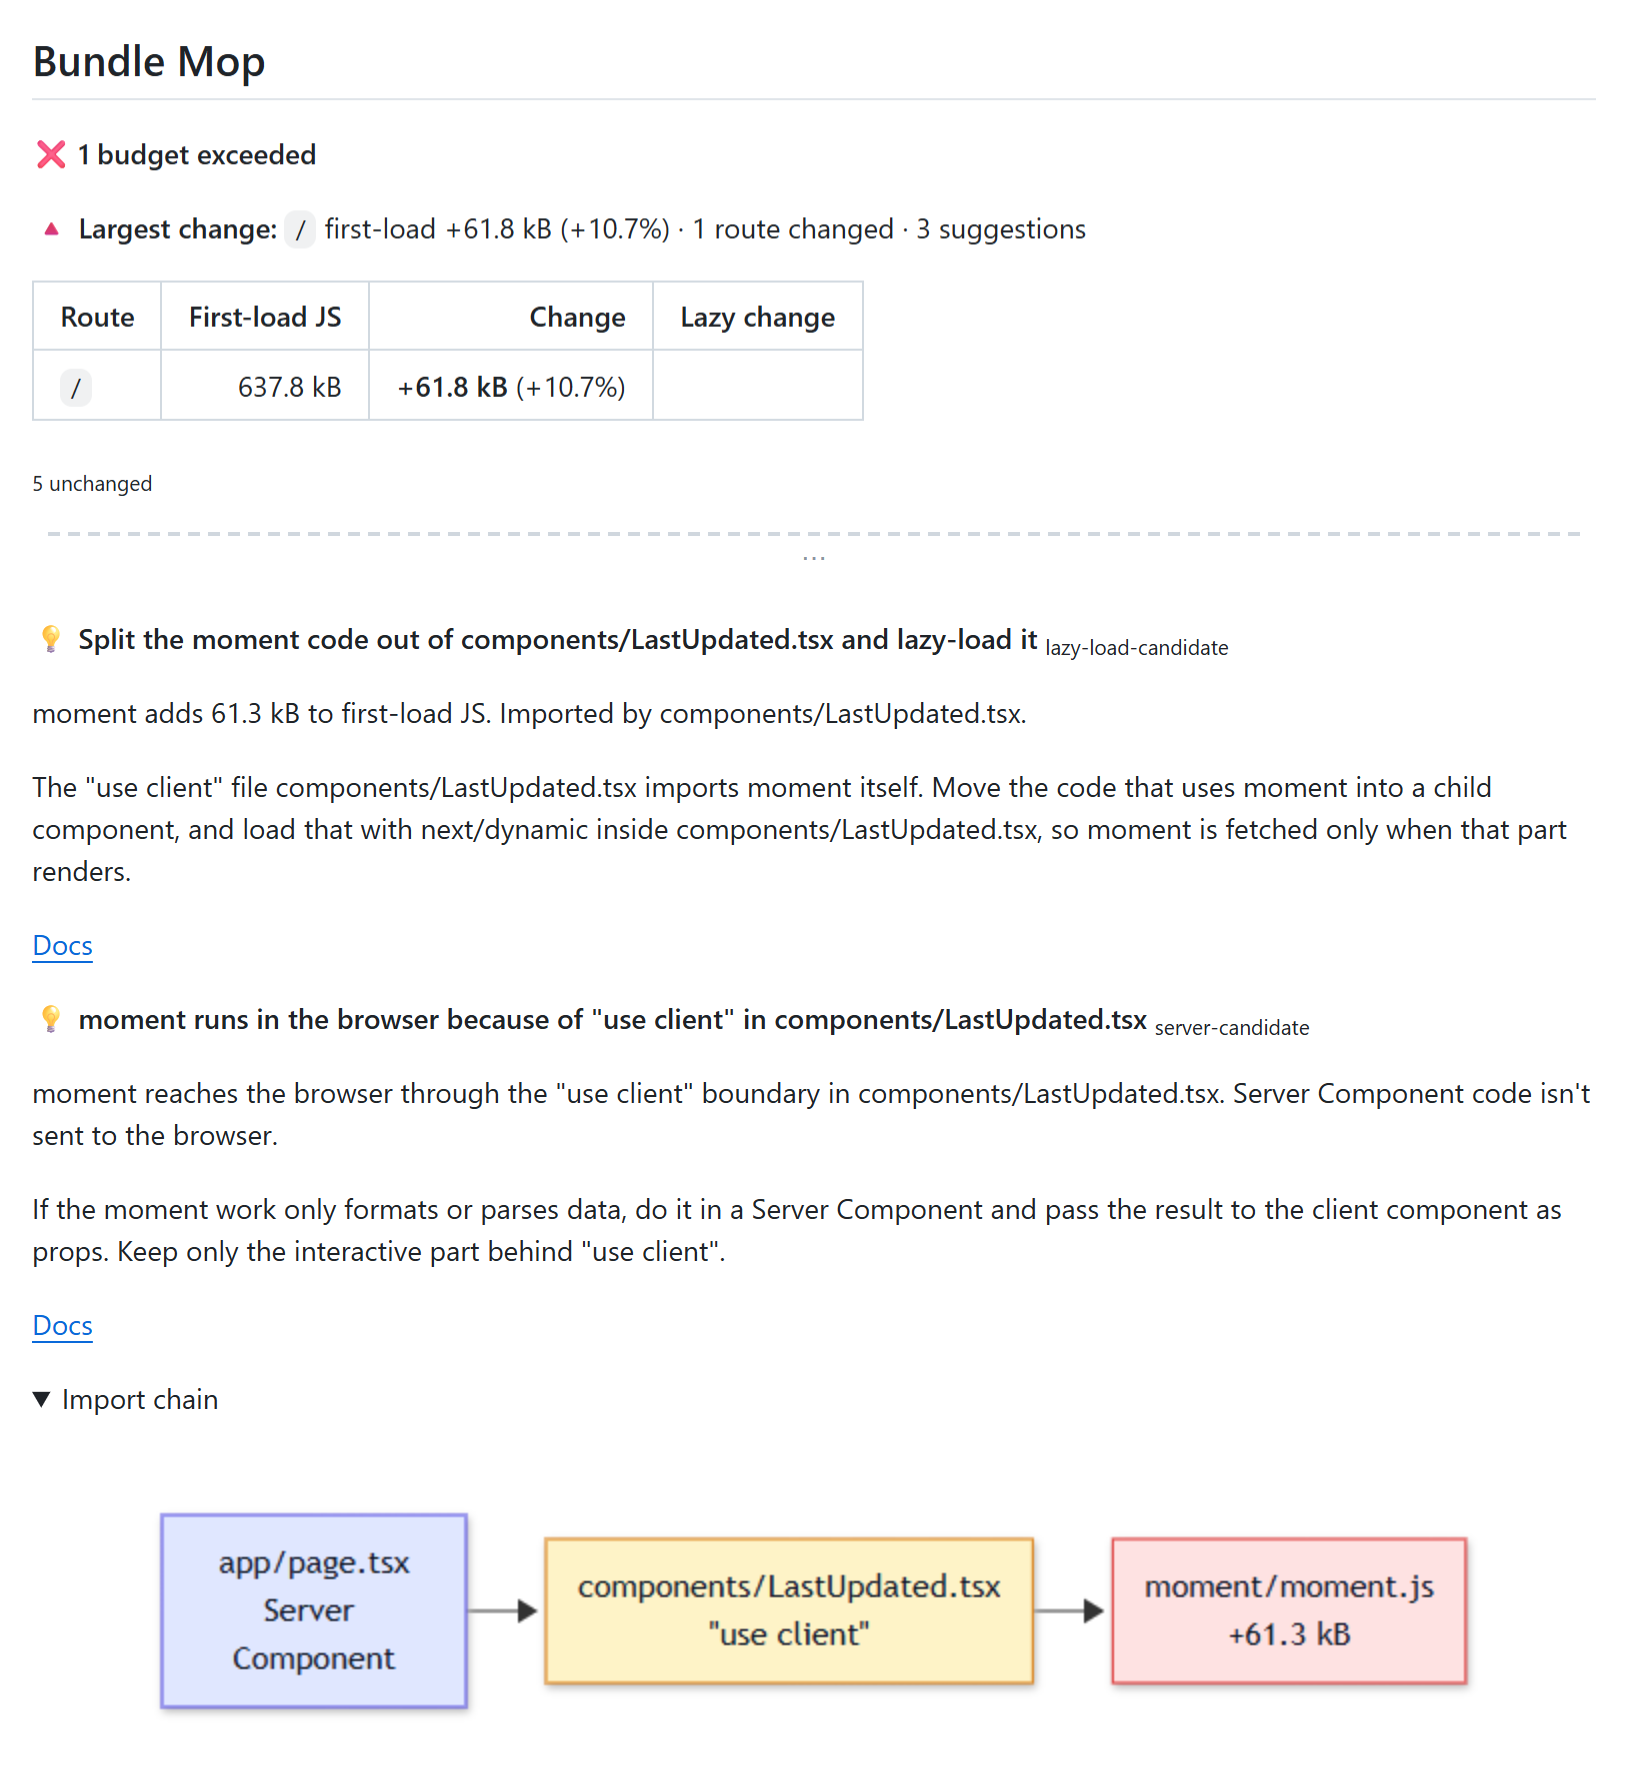 Bundle Mop
❌ 1 budget exceeded
🔺 Largest change: / first-load +61.8 kB (+10.7%) · 1 route changed · 3 suggestions
Route First-load JS Change Lazy change
/ 637.8 kB +61.8 kB (+10.7%)
5 unchanged
...
💡 Split the moment code out of components/LastUpdated.tsx and lazy-load it lazy-load-candidate
moment adds 61.3 kB to first-load JS. Imported by components/LastUpdated.tsx.
The "use client" file components/LastUpdated.tsx imports moment itself. Move the code that uses moment into a child
component, and load that with next/dynamic inside components/LastUpdated.tsx, so moment is fetched only when that part
renders.
Docs
💡 moment runs in the browser because of "use client" in components/LastUpdated.tsx server-candidate
moment reaches the browser through the "use client" boundary in components/LastUpdated.tsx. Server Component code isn't
sent to the browser.
If the moment work only formats or parses data, do it in a Server Component and pass the result to the client component as
props. Keep only the interactive part behind "use client".
Docs
▼ Import chain
app/page.tsx
Server
Component
components/LastUpdated.tsx
"use client"
moment/moment.js
+61.3 kB